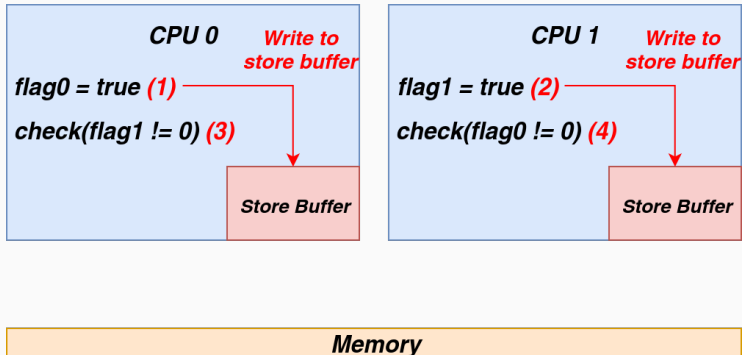 CPU 0
Write to
store buffer
flag0 = true (1)
check(flag1 != 0) (3)
Store Buffer
CPU 1
Write to
store buffer
flag1 = true (2)
check(flag0 != 0) (4)
Store Buffer
Memory